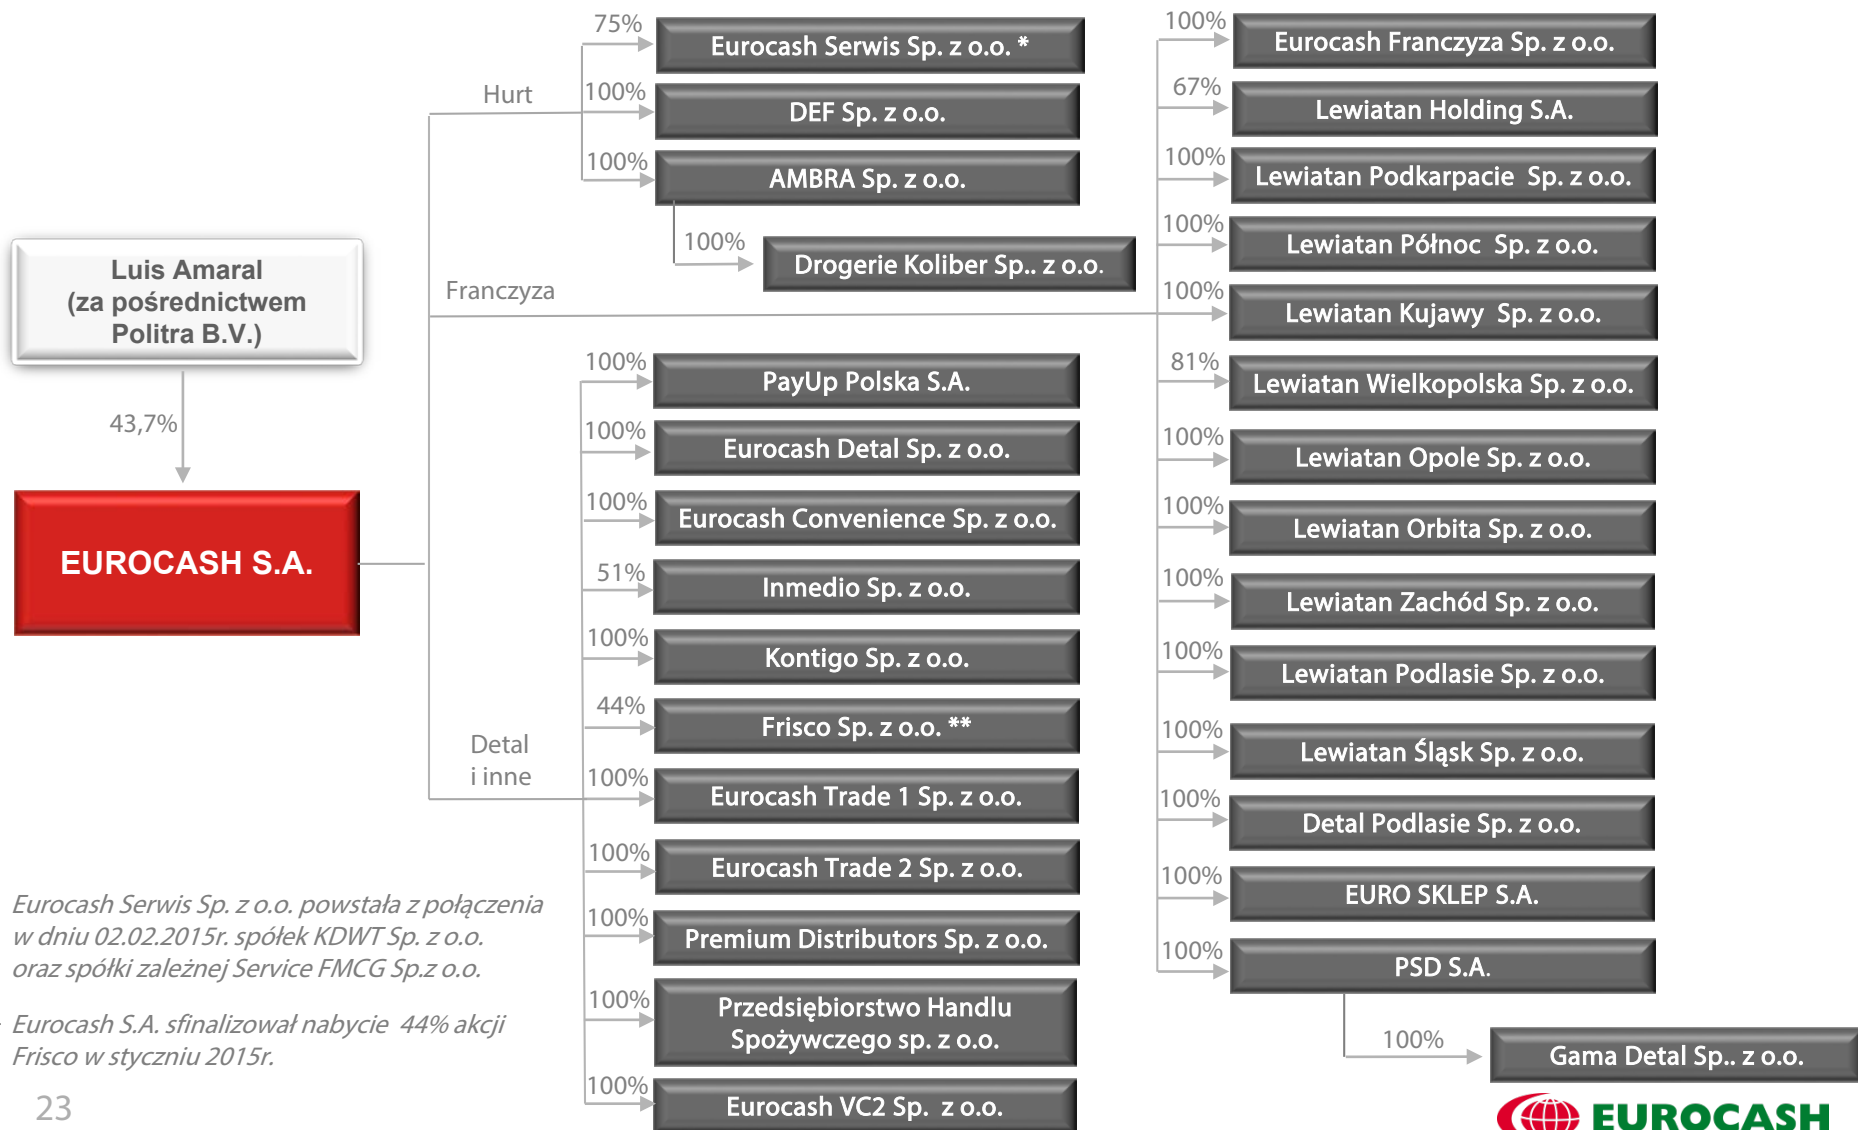 Luis Amaral
(za pośrednictwem
Politra B.V.)
43,7%
EUROCASH S.A.
Hurt
75%
Eurocash Serwis Sp. z o.o. *
100%
DEF Sp. z o.o.
100%
AMBRA Sp. z o.o.
100%
Drogerie Koliber Sp.. z o.o.
Franczyza
100%
Eurocash Franczyza Sp. z o.o.
67%
Lewiatan Holding S.A.
100%
Lewiatan Podkarpacie Sp. z o.o.
100%
Lewiatan Północ Sp. z o.o.
100%
Lewiatan Kujawy Sp. z o.o.
81%
Lewiatan Wielkopolska Sp. z o.o.
100%
Lewiatan Opole Sp. z o.o.
100%
Lewiatan Orbita Sp. z o.o.
100%
Lewiatan Zachód Sp. z o.o.
100%
Lewiatan Podlasie Sp. z o.o.
100%
Lewiatan Śląsk Sp. z o.o.
100%
Detal Podlasie Sp. z o.o.
100%
EURO SKLEP S.A.
100%
PSD S.A.
100%
Gama Detal Sp.. z o.o.
Detal
i inne
100%
PayUp Polska S.A.
100%
Eurocash Detal Sp. z o.o.
100%
Eurocash Convenience Sp. z o.o.
51%
Inmedio Sp. z o.o.
100%
Kontigo Sp. z o.o.
44%
Frisco Sp. z o.o. **
100%
Eurocash Trade 1 Sp. z o.o.
100%
Eurocash Trade 2 Sp. z o.o.
100%
Premium Distributors Sp. z o.o.
100%
Przedsiębiorstwo Handlu
Spożywczego sp. z o.o.
100%
Eurocash VC2 Sp. z o.o.
Eurocash Serwis Sp. z o.o. powstała z połączenia
w dniu 02.02.2015r. spółek KDWT Sp. z o.o.
oraz spółki zależnej Service FMCG Sp.z o.o.
Eurocash S.A. sfinalizował nabycie 44% akcji
Frisco w styczniu 2015r.
23
EUROCASH